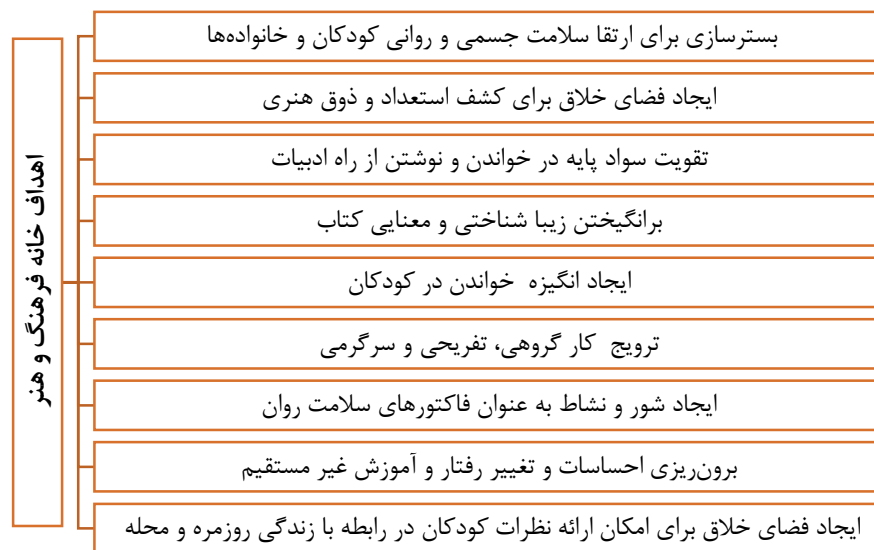 اهداف خانه فرهنگ و هنر
بسترسازی برای ارتقا سلامت جسمی و روانی کودکان و خانواده‌ها
ایجاد فضای خلاق برای کشف استعداد و ذوق هنری
تقویت سواد پایه در خواندن و نوشتن از راه ادبیات
برانگیختن زیبا شناختی و معنایی کتاب
ایجاد انگیزه خواندن در کودکان
ترویج کار گروهی، تفریحی و سرگرمی
ایجاد شور و نشاط به عنوان فاکتورهای سلامت روان
برون‌ریزی احساسات و تغییر رفتار و آموزش غیر مستقیم
ایجاد فضای خلاق برای امکان ارائه نظرات کودکان در رابطه با زندگی روزمره و محله